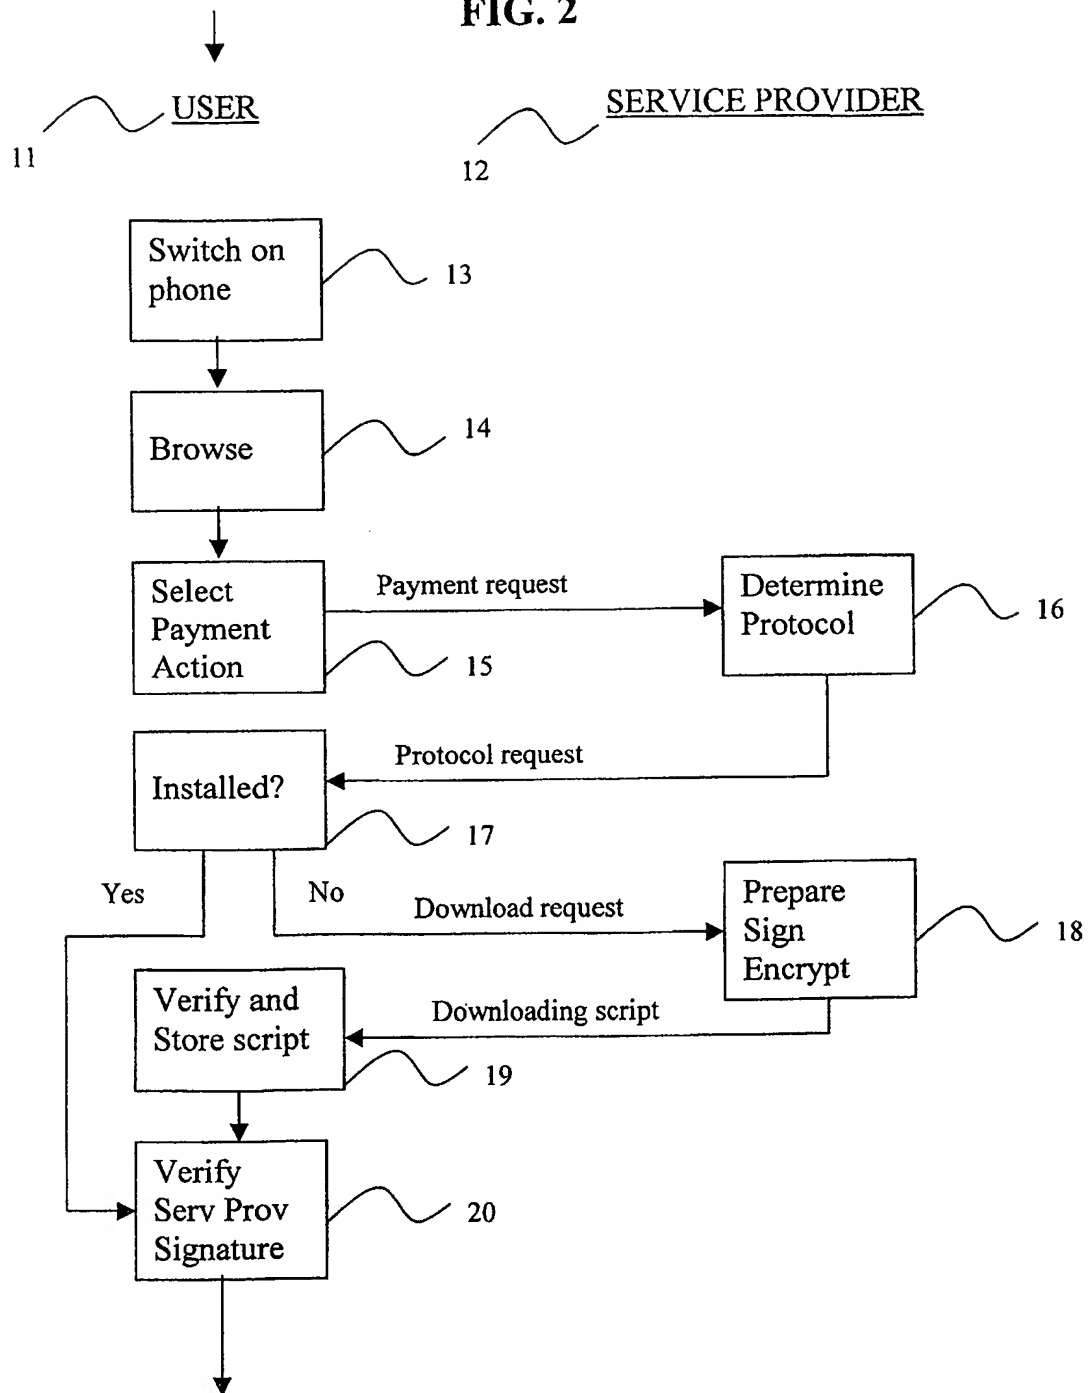 FIG. 2
USER
SERVICE PROVIDER
11
12
Switch on
phone
13
Browse
14
Select
Payment
Action
15
Payment request
Determine
Protocol
16
Protocol request
Installed?
17
Yes
No
Download request
Prepare
Sign
Encrypt
18
Downloading script
Verify and
Store script
19
Verify
Serv Prov
Signature
20